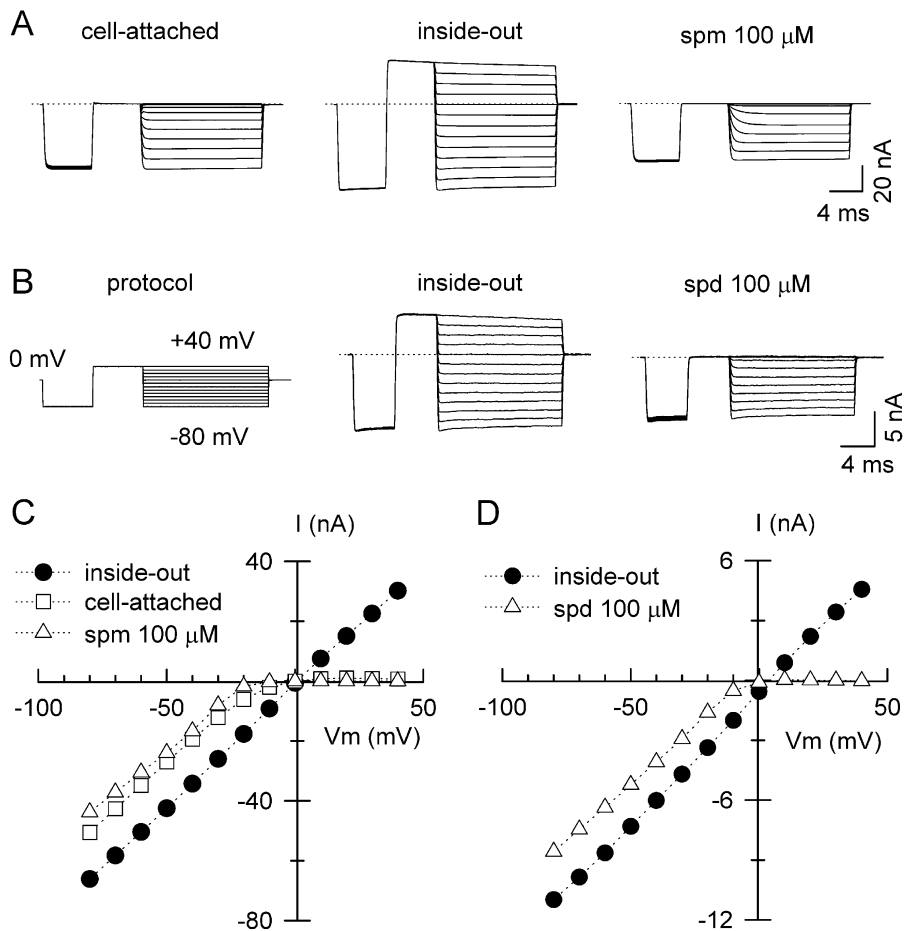 A
cell-attached
inside-out
spm 100 μM
20 nA
4 ms
B
protocol
inside-out
spd 100 μM
0 mV
+40 mV
-80 mV
5 nA
4 ms
C
I (nA)
40
inside-out
cell-attached
spm 100 μM
-100
-50
50
Vm (mV)
-40
-80
D
I (nA)
6
inside-out
spd 100 μM
-100
-50
50
Vm (mV)
-6
-12